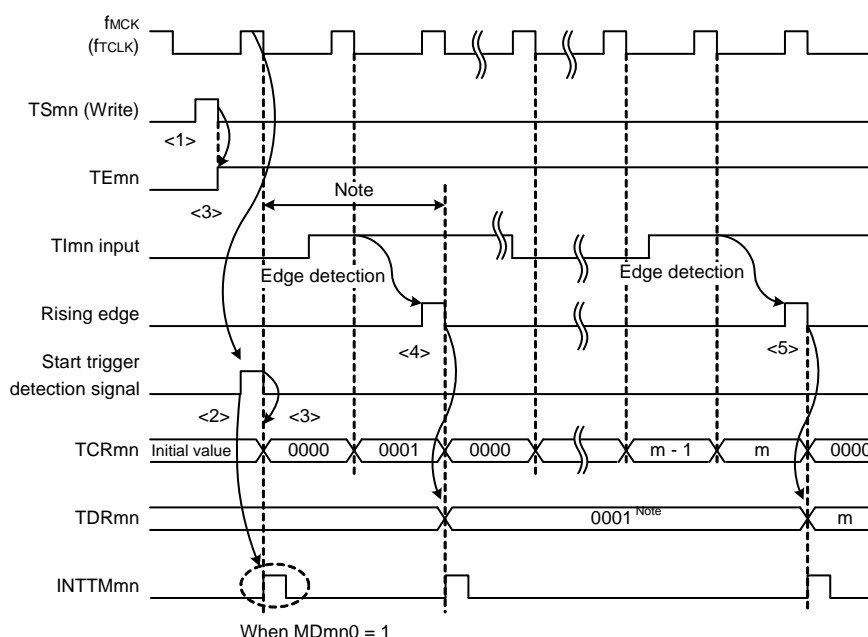 fMCK
(fTCLK)
TSmn (Write)
<1>
TEmn
<3>
Note
TImn input
Edge detection
Edge detection
Rising edge
<4>
<5>
Start trigger
detection signal
<2>
<3>
TCRmn
Initial value
0000
0001
0000
m - 1
m
0000
TDRmn
0001 Note
m
INTTMmn
When MDmn0 = 1